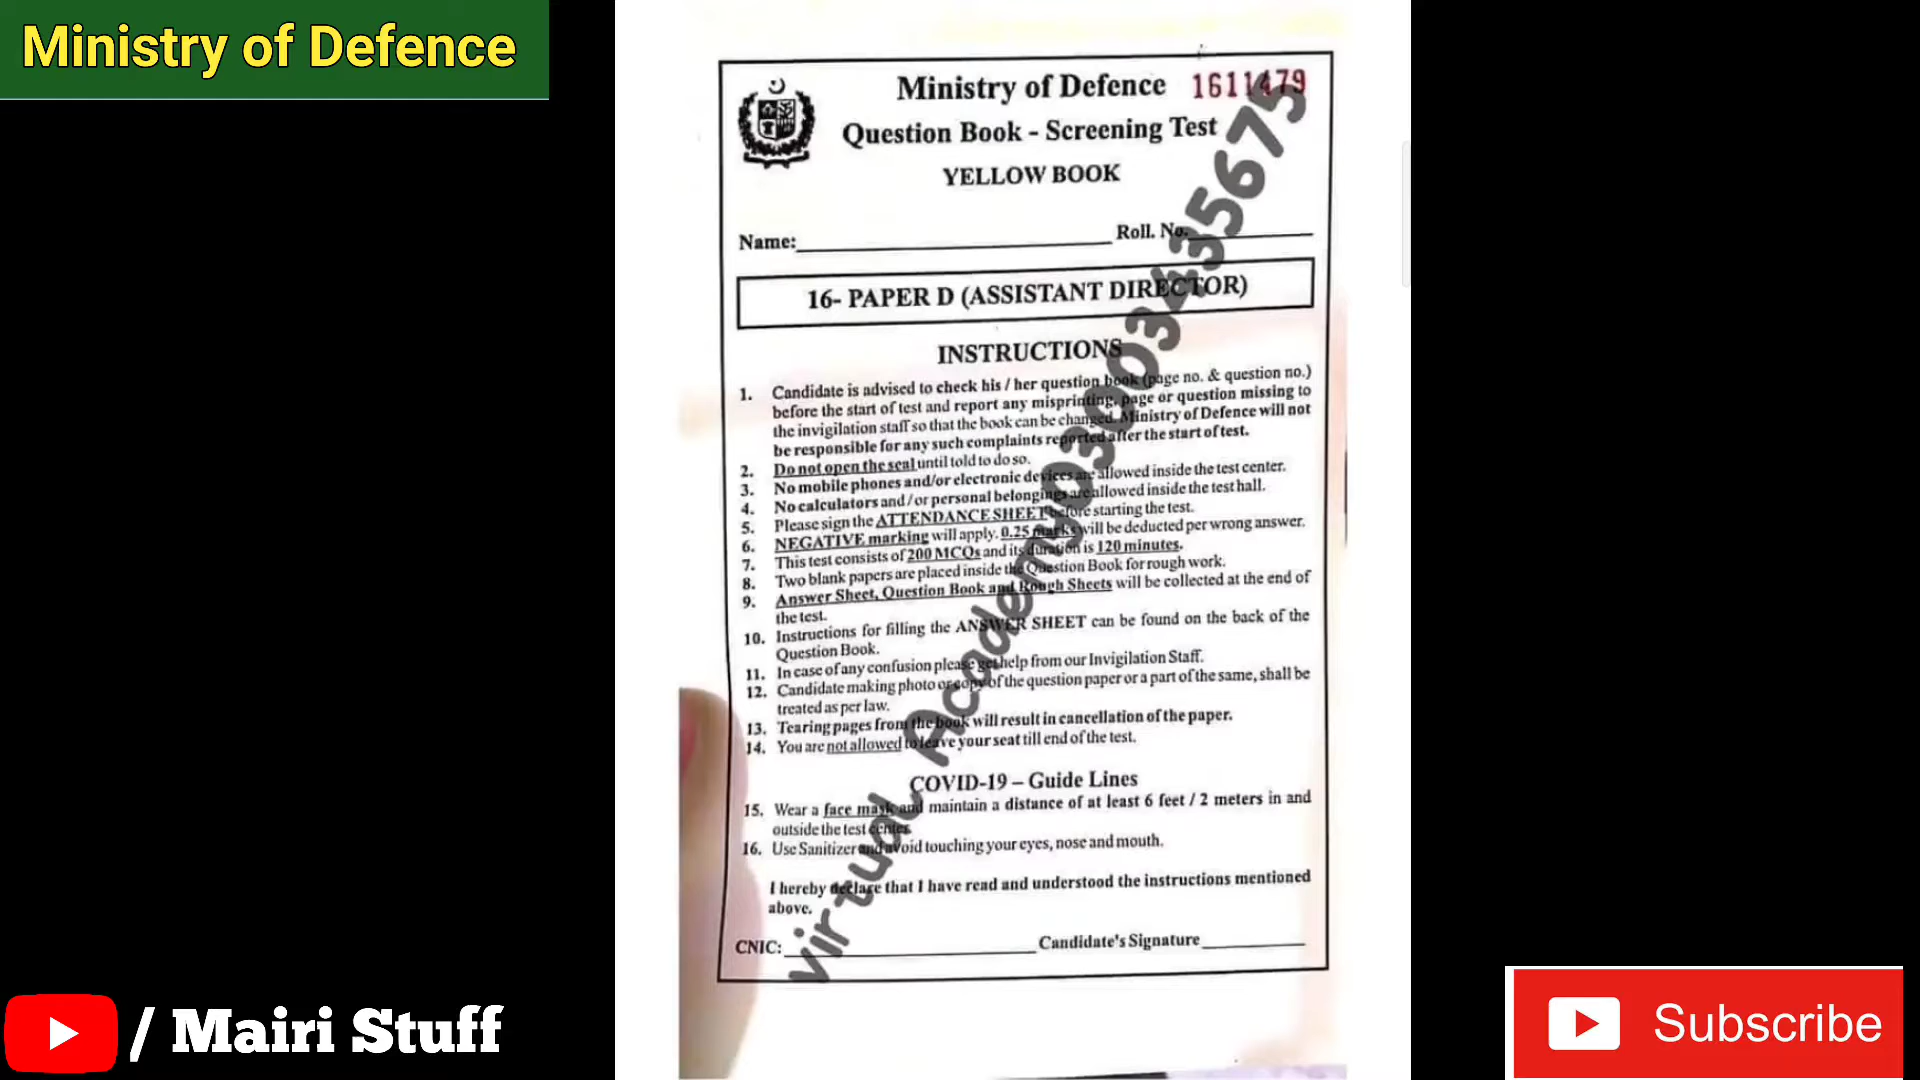 Ministry of Defence
Ministry of Defence 1611479
Question Book - Screening Test
YELLOW BOOK
Name: Roll. No.
16- PAPER D (ASSISTANT DIRECTOR)
INSTRUCTIONS
1. Candidate is advised to check his / her question book (page no. & question no.)
before the start of test and report any misprinting, page or question missing to
the invigilation staff so that the book can be changed. Ministry of Defence will not
be responsible for any such complaints reported after the start of test.
2. Do not open the seal until told to do so.
3. No mobile phones and/or electronic devices are allowed inside the test center.
4. No calculators and/or personal belongings are allowed inside the test hall.
5. Please sign the ATTENDANCE SHEET before starting the test.
6. NEGATIVE marking will apply. 0.25 marks will be deducted per wrong answer.
7. This test consists of 200 MCQs and its duration is 120 minutes.
8. Two blank papers are placed inside the Question Book for rough work.
9. Answer Sheet, Question Book and Rough Sheets will be collected at the end of
the test.
10. Instructions for filling the ANSWER SHEET can be found on the back of the
Question Book.
11. In case of any confusion please get help from our Invigilation Staff.
12. Candidate making photo or copy of the question paper or a part of the same, shall be
treated as per law.
13. Tearing pages from the book will result in cancellation of the paper.
14. You are not allowed to leave your seat till end of the test.
COVID-19 – Guide Lines
15. Wear a face mask and maintain a distance of at least 6 feet / 2 meters in and
outside the test center.
16. Use Sanitizer and avoid touching your eyes, nose and mouth.
I hereby declare that I have read and understood the instructions mentioned
above.
CNIC: Candidate's Signature
virtual Academy03003435675
/ Mairi Stuff
Subscribe